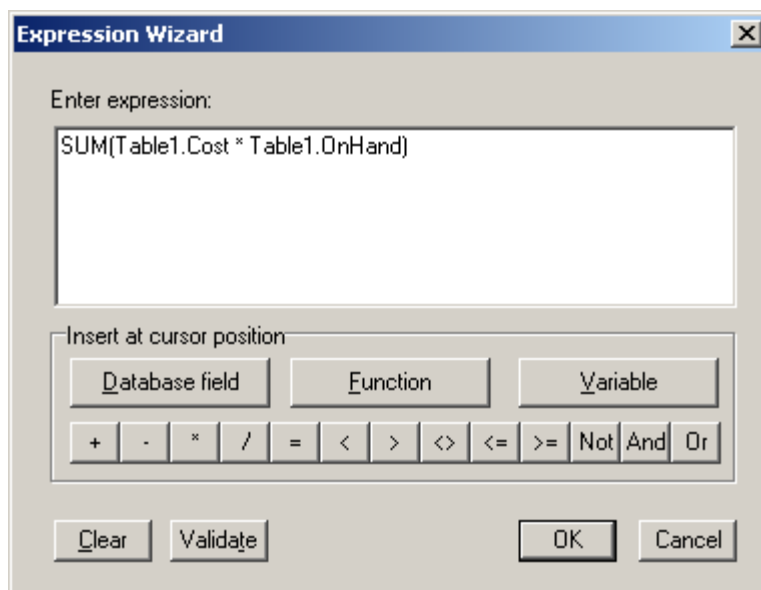 Expression Wizard
Enter expression:
SUM(Table1.Cost * Table1.OnHand)
Insert at cursor position
Database field Function Variable
+ - * / = < > <> <= >= Not And Or
Clear Validate OK Cancel